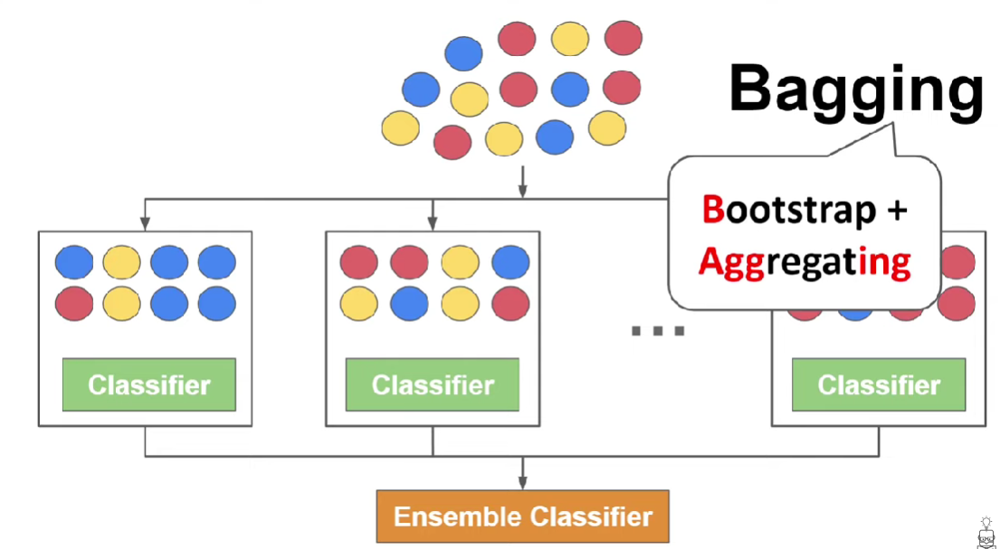 Bagging
Bootstrap +
Aggregating
Classifier
Classifier
Classifier
Ensemble Classifier